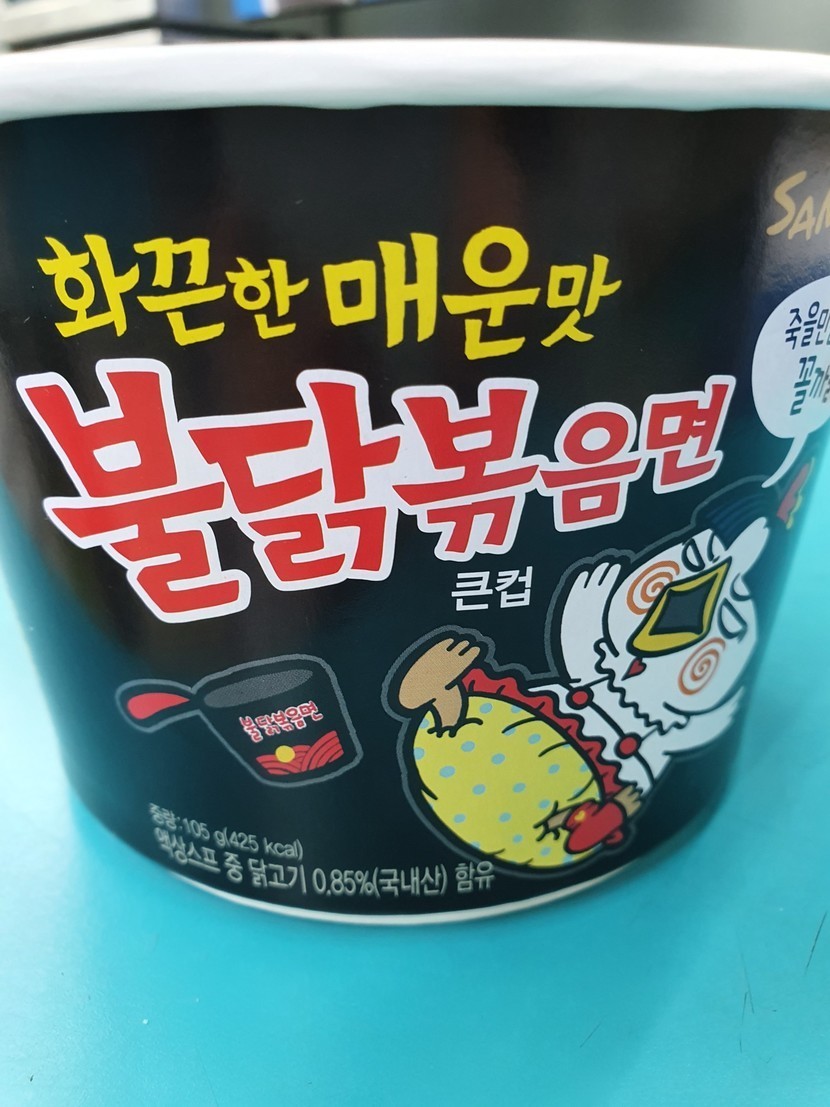 화끈한 매운맛
불닭볶음면
큰컵
불닭볶음면
중량:105 g(425 kcal)
액상스프 중 닭고기 0.85%(국내산) 함유